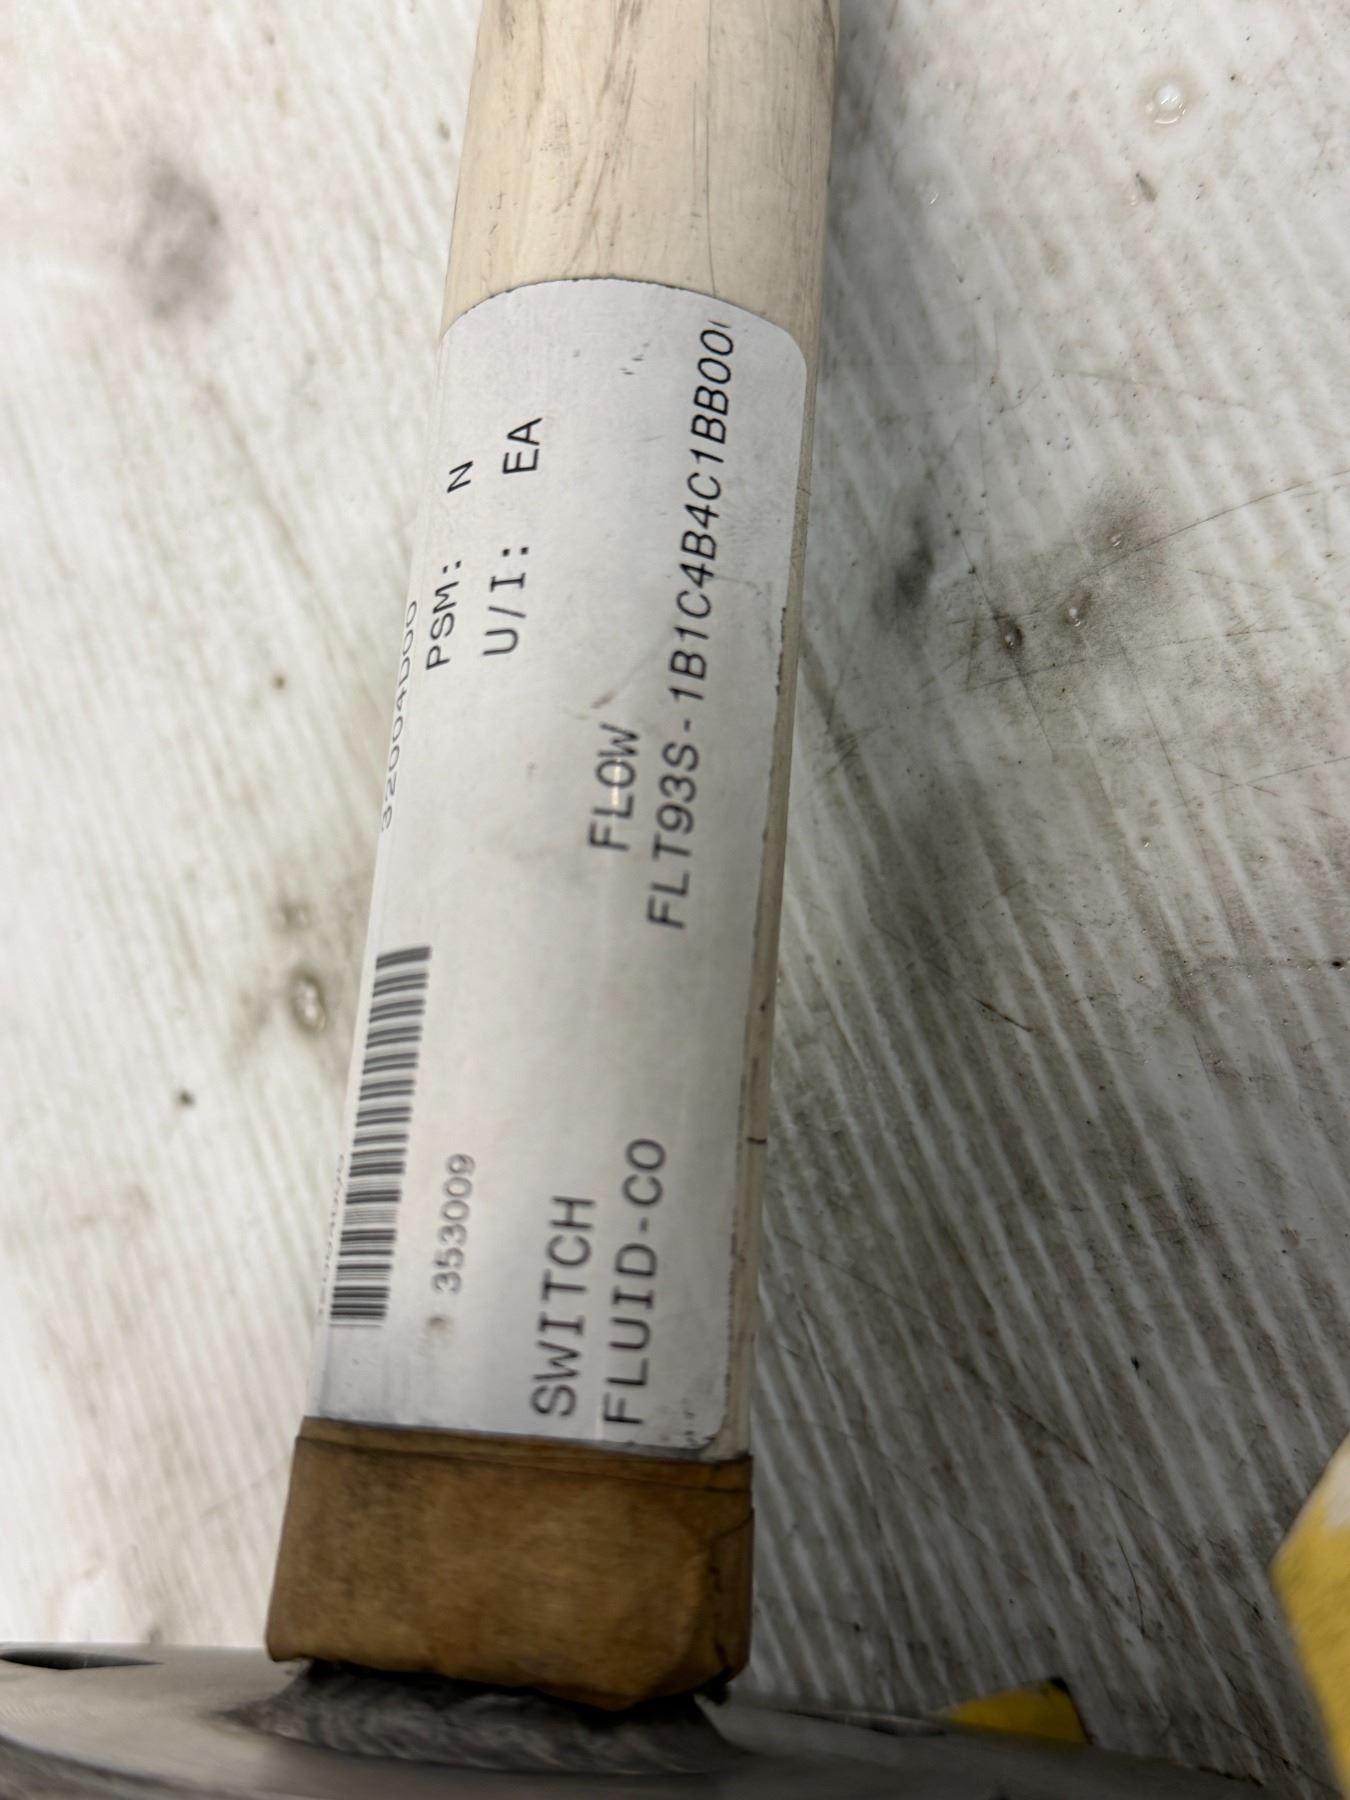 32004D00
PSM: N
353009
U/I: EA
SWITCH FLOW
FLUID-CO FLT93S-1B1C4B4C1BB00